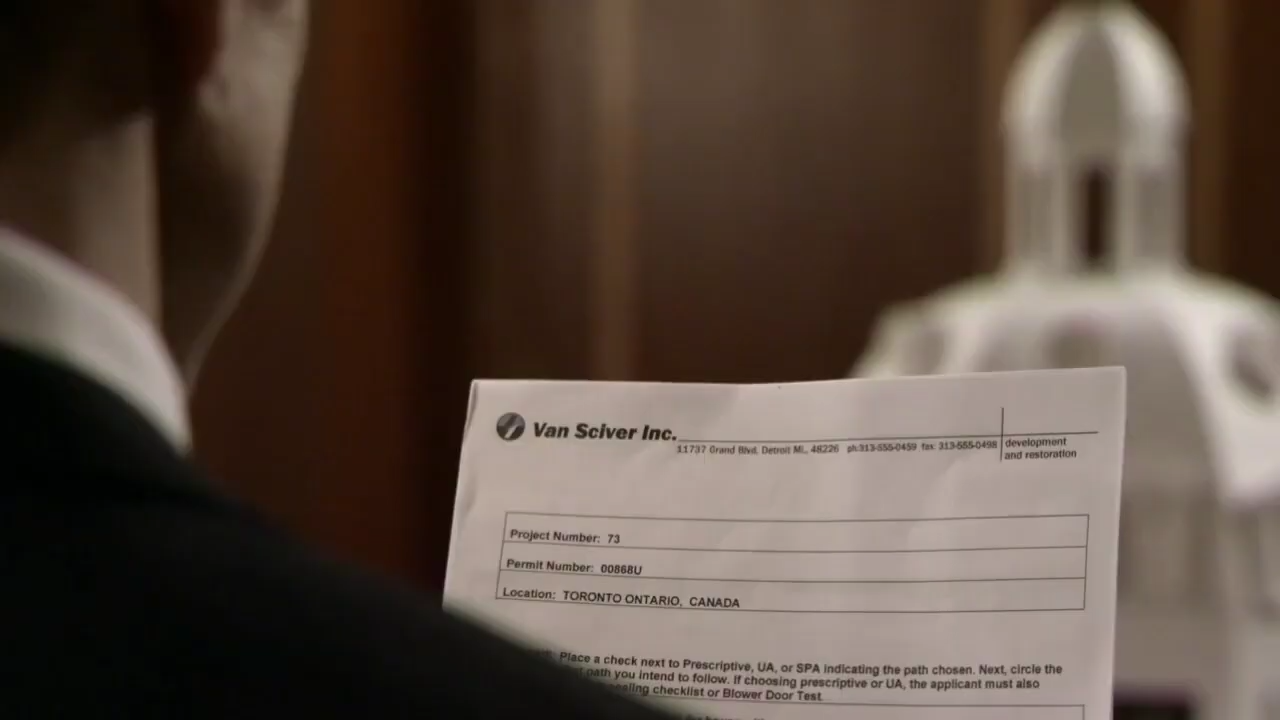 Van Sciver Inc.
11737 Grand Blvd. Detroit MI., 48226 ph:313-555-0459 fax: 313-555-0498
development
and restoration
Project Number: 73
Permit Number: 00868U
Location: TORONTO ONTARIO, CANADA
Place a check next to Prescriptive, UA, or SPA indicating the path chosen. Next, circle the
path you intend to follow. If choosing prescriptive or UA, the applicant must also
checklist or Blower Door Test